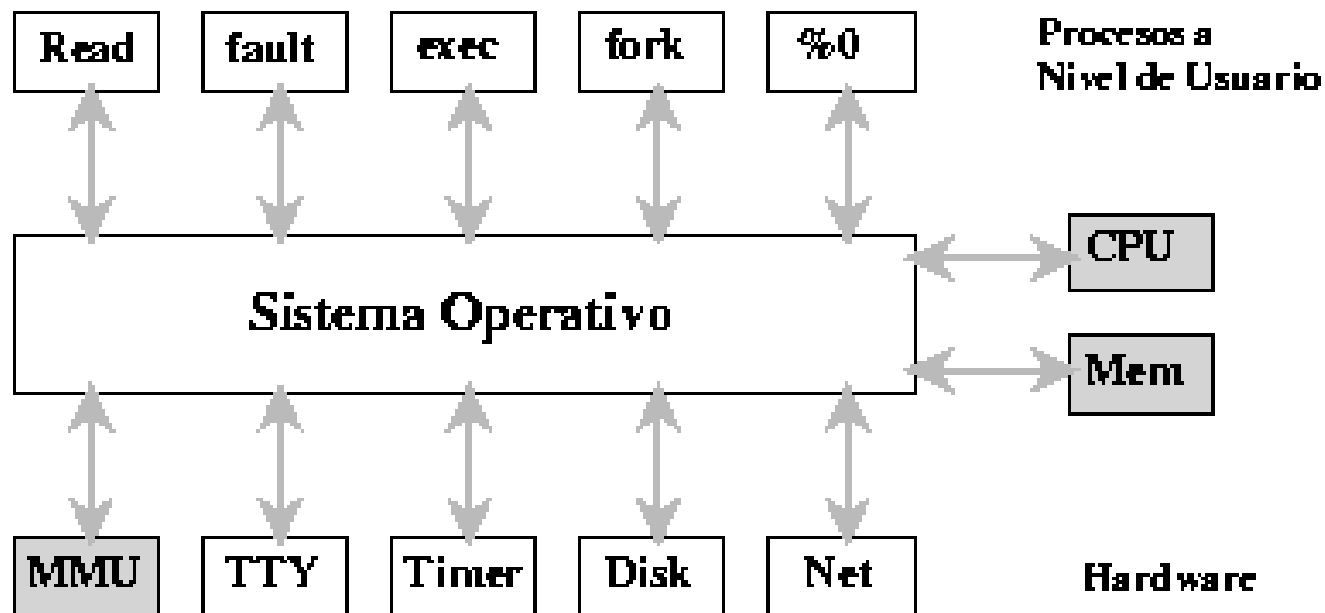 Read fault exec fork %0
Procesos a
Nivel de Usuario
CPU
Sistema Operativo
Mem
MMU TTY Timer Disk Net
Hardware